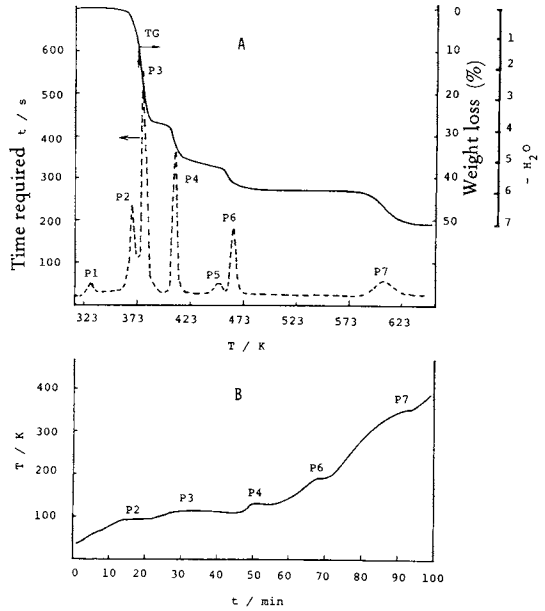 A
TG
P1
P2
P3
P4
P5
P6
P7
Time required t / s
600
500
400
300
200
100
323
373
423
473
523
573
623
T / K
0
10
20
30
40
50
Weight loss (%)
1
2
3
4
5
6
7
- H₂O
B
T / K
400
300
200
100
P2
P3
P4
P6
P7
0
10
20
30
40
50
60
70
80
90
100
t / min